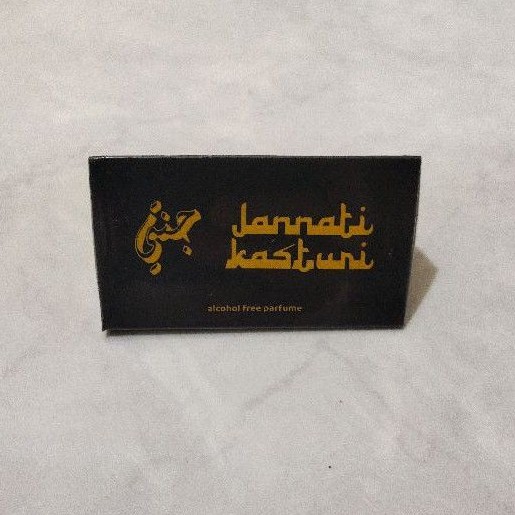 جنتي
Jannati
kasturi
alcohol free parfume